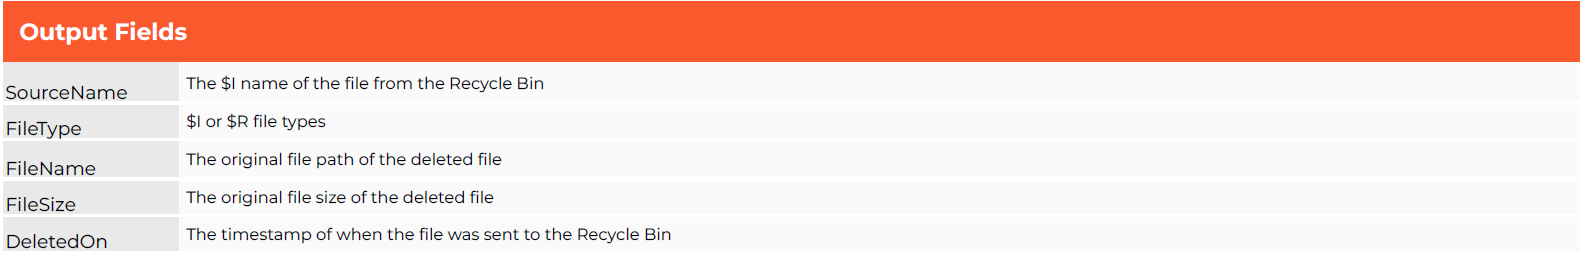 Output Fields
SourceName The $I name of the file from the Recycle Bin
FileType $I or $R file types
FileName The original file path of the deleted file
FileSize The original file size of the deleted file
DeletedOn The timestamp of when the file was sent to the Recycle Bin